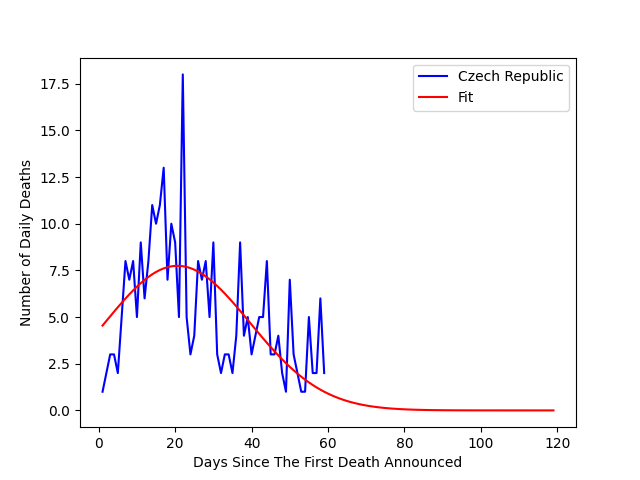 Czech Republic
Fit
17.5
15.0
12.5
10.0
7.5
5.0
2.5
0.0
Number of Daily Deaths
0 20 40 60 80 100 120
Days Since The First Death Announced